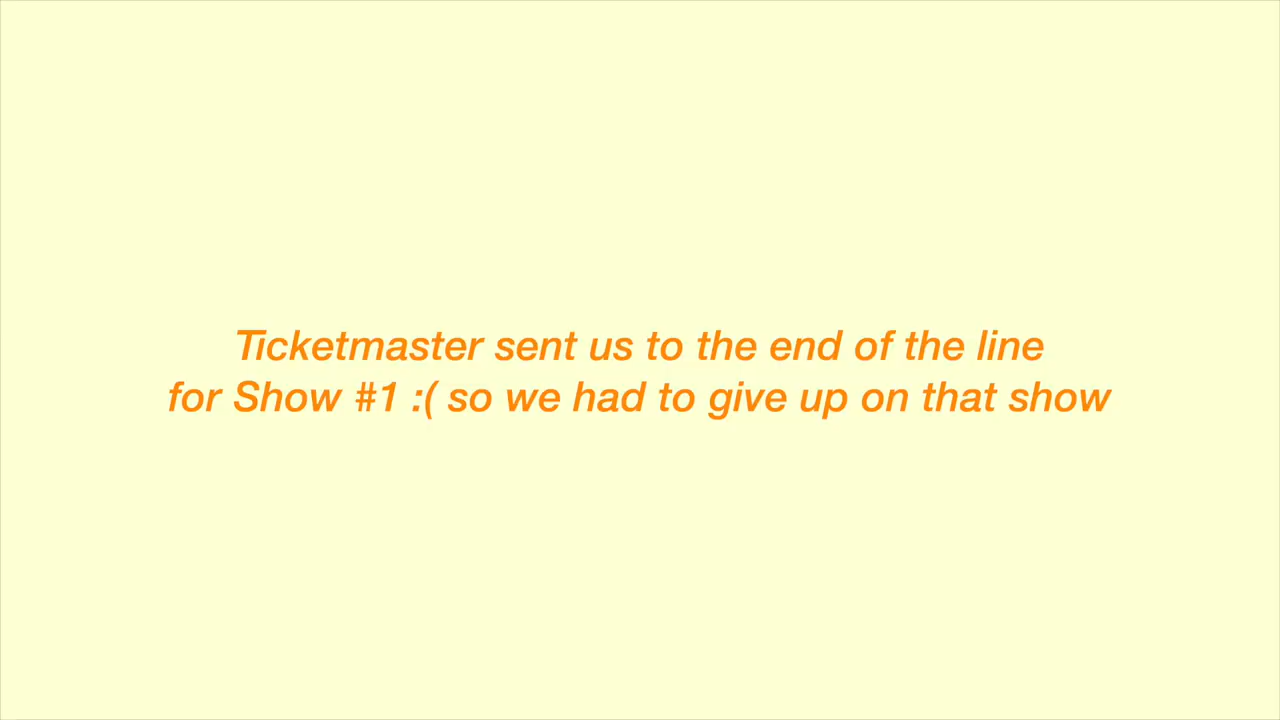 Ticketmaster sent us to the end of the line
for Show #1 :( so we had to give up on that show